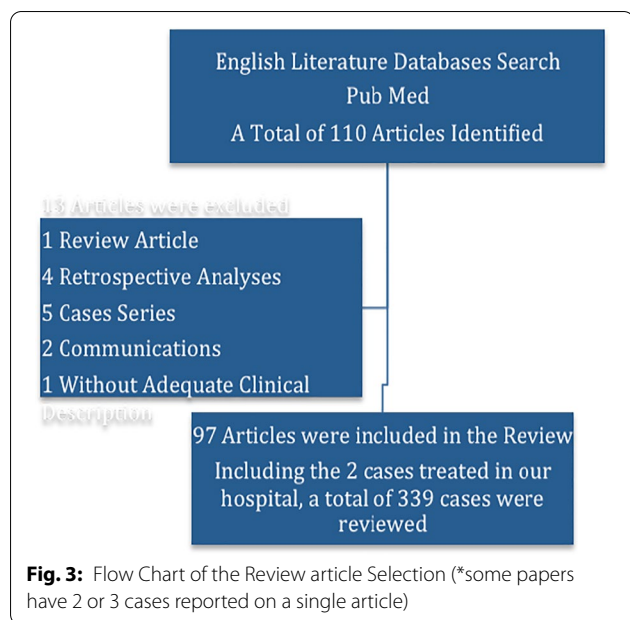 English Literature Databases Search
Pub Med
A Total of 110 Articles Identified
13 Articles were excluded
1 Review Article
4 Retrospective Analyses
5 Cases Series
2 Communications
1 Without Adequate Clinical
Description
97 Articles were included in the Review
Including the 2 cases treated in our
hospital, a total of 339 cases were
reviewed
Fig. 3: Flow Chart of the Review article Selection (*some papers
have 2 or 3 cases reported on a single article)